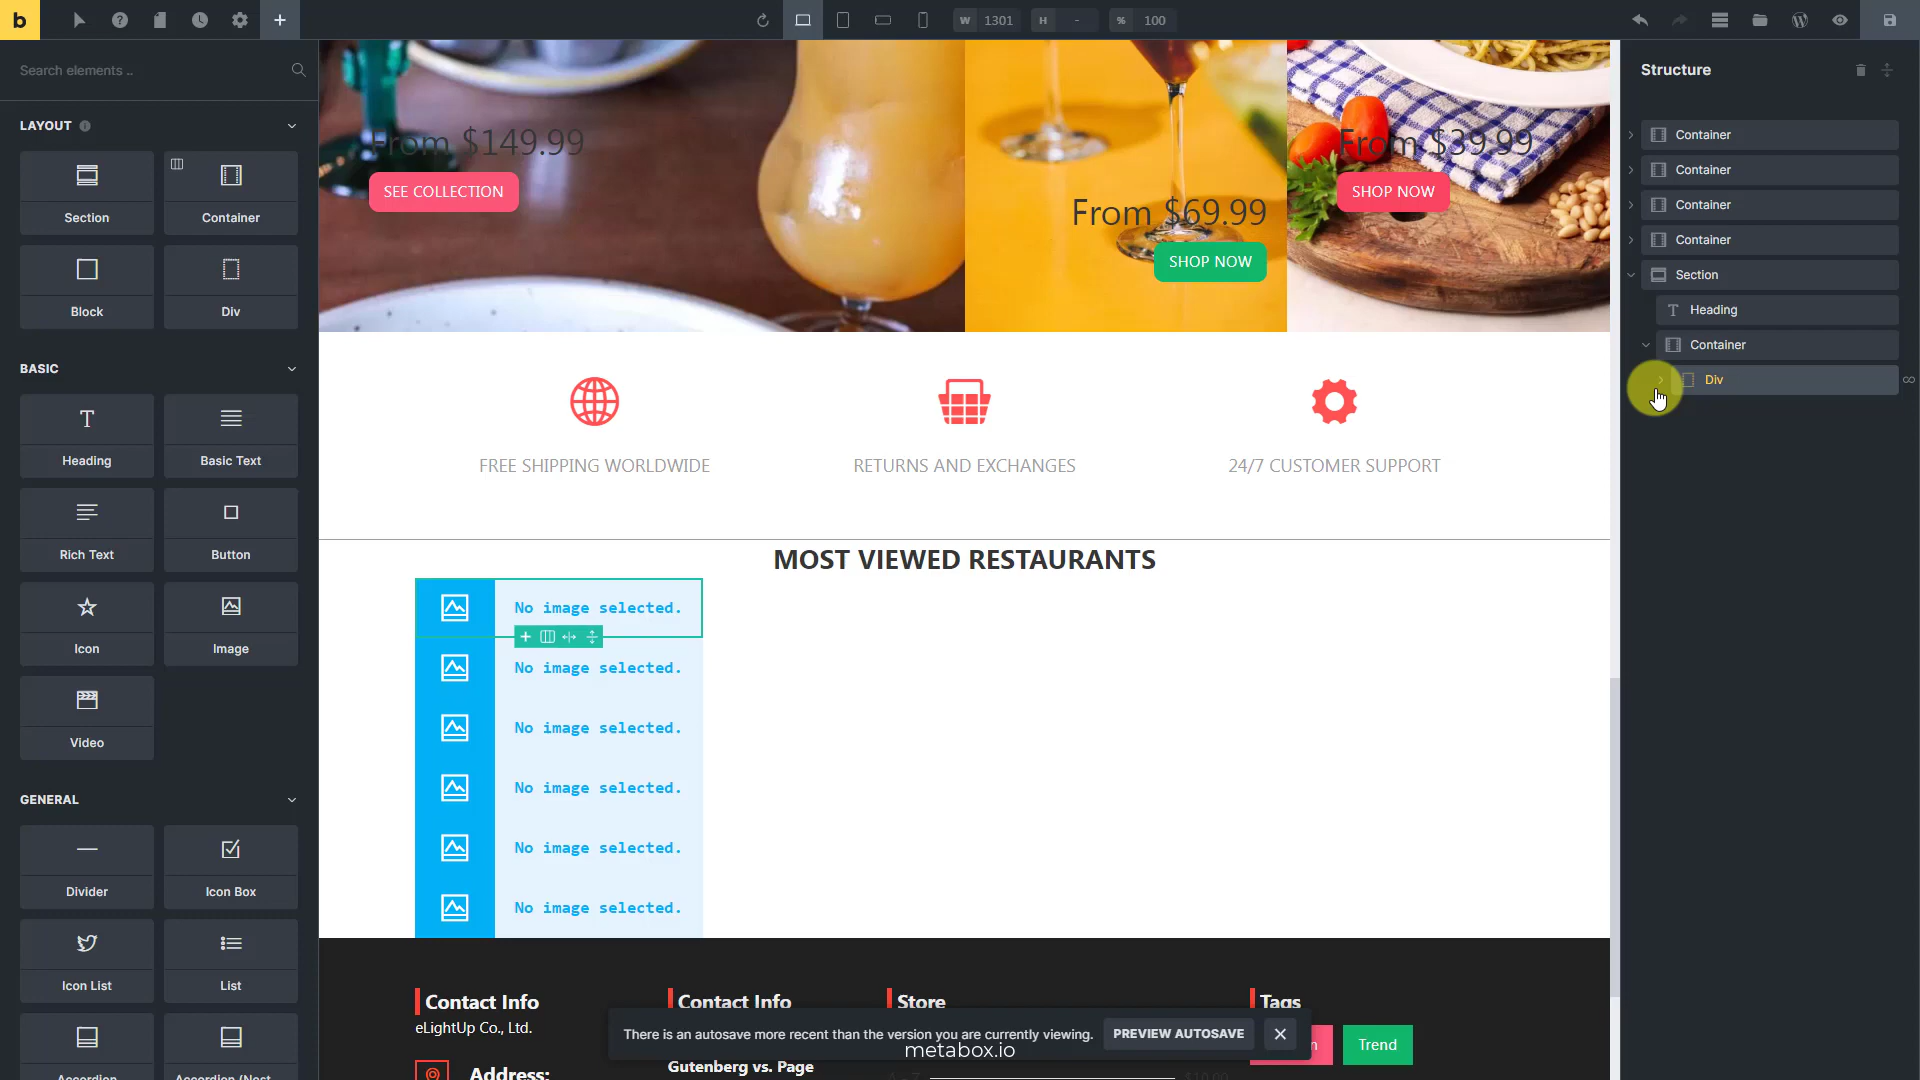 b
W 1301 H - % 100
Search elements ..
LAYOUT
Section
Container
Block
Div
BASIC
Heading
Basic Text
Rich Text
Button
Icon
Image
Video
GENERAL
Divider
Icon Box
Icon List
List
Accordion
Accordion (Nest
From $149.99
SEE COLLECTION
From $69.99
SHOP NOW
From $39.99
SHOP NOW
FREE SHIPPING WORLDWIDE
RETURNS AND EXCHANGES
24/7 CUSTOMER SUPPORT
MOST VIEWED RESTAURANTS
No image selected.
No image selected.
No image selected.
No image selected.
No image selected.
No image selected.
Contact Info
eLightUp Co., Ltd.
Address:
Contact Info
Gutenberg vs. Page
Store
Tags
Trend
There is an autosave more recent than the version you are currently viewing.
PREVIEW AUTOSAVE
metabox.io
Structure
Container
Container
Container
Container
Section
Heading
Container
Div